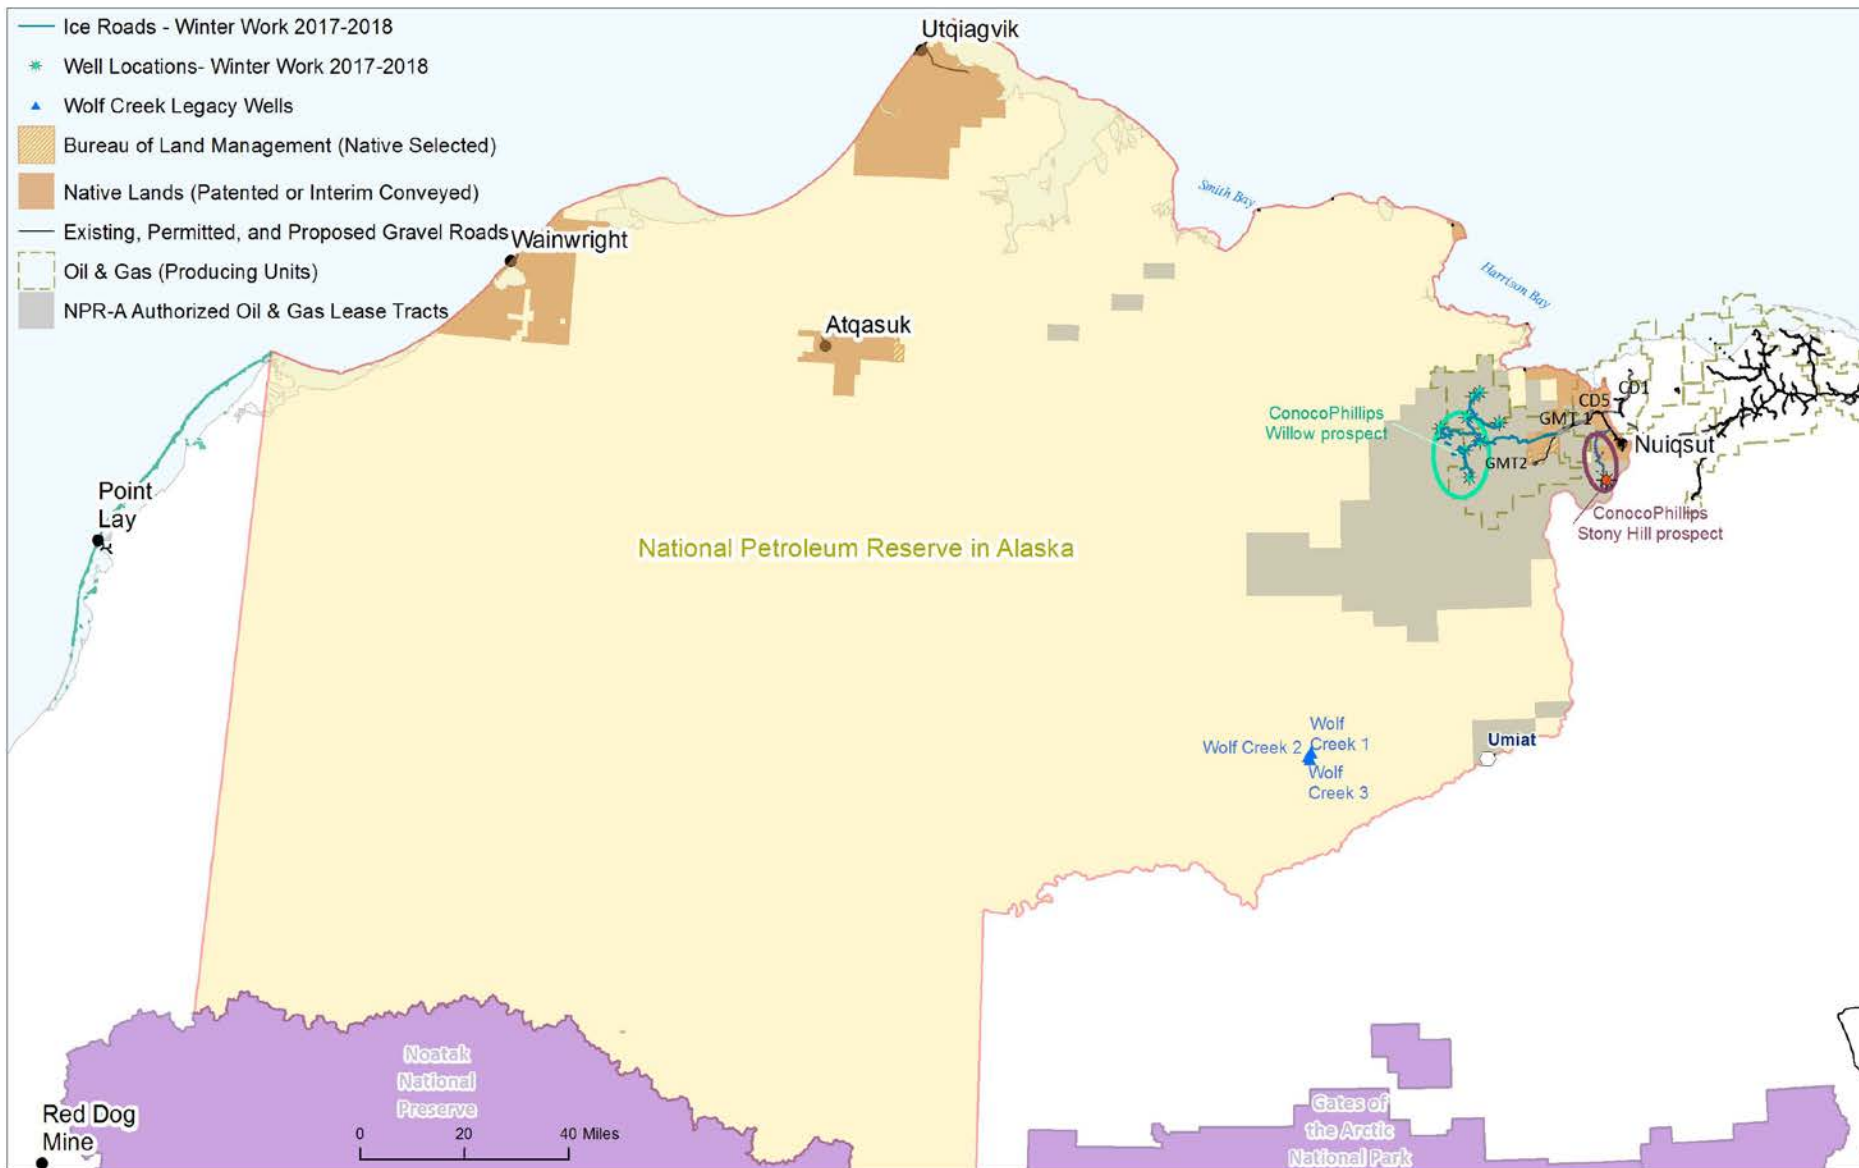 Ice Roads - Winter Work 2017-2018
Well Locations- Winter Work 2017-2018
Wolf Creek Legacy Wells
Bureau of Land Management (Native Selected)
Native Lands (Patented or Interim Conveyed)
Existing, Permitted, and Proposed Gravel Roads
Oil & Gas (Producing Units)
NPR-A Authorized Oil & Gas Lease Tracts
Utqiagvik
Smith Bay
Wainwright
Harrison Bay
Atqasuk
CD1
CD5
GMT 1
ConocoPhillips
Willow prospect
GMT2
Nuiqsut
ConocoPhillips
Stony Hill prospect
Point
Lay
National Petroleum Reserve in Alaska
Wolf
Creek 1
Wolf Creek 2
Wolf
Creek 3
Umiat
Noatak
National
Preserve
Red Dog
Mine
0 20 40 Miles
Gates of
the Arctic
National Park